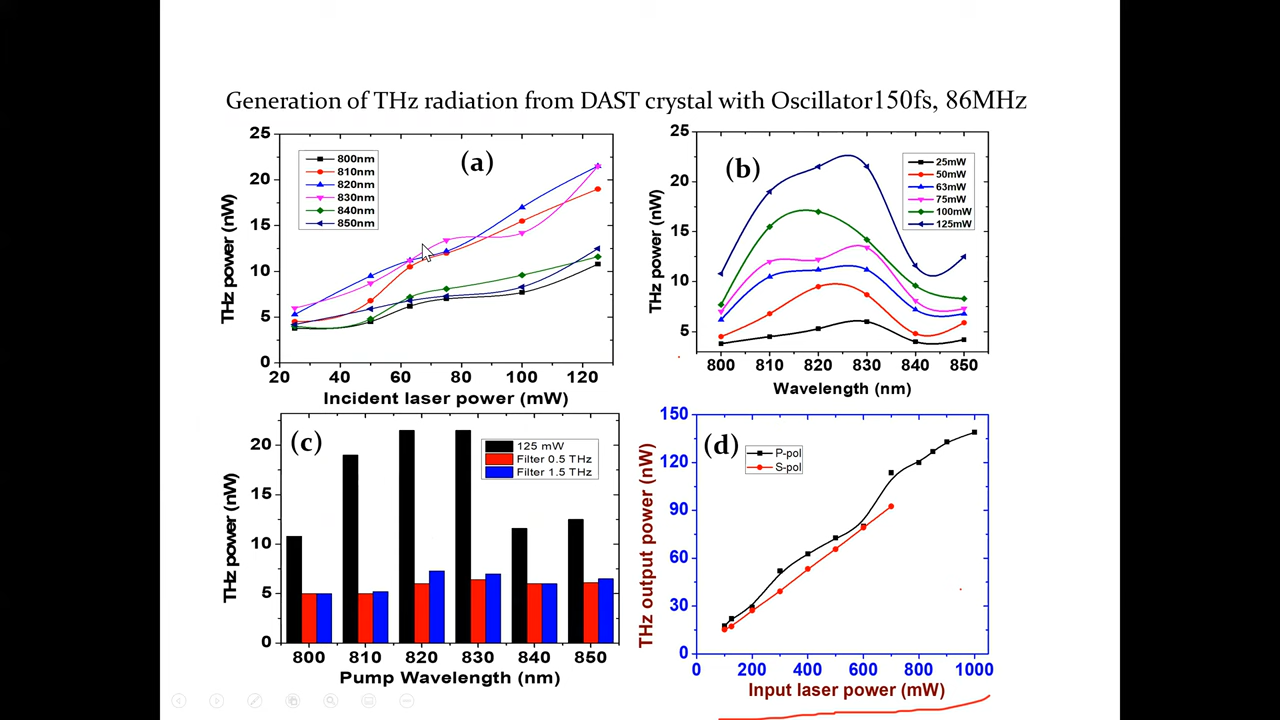 Generation of THz radiation from DAST crystal with Oscillator150fs, 86MHz
(a)
THz power (nW)
25
20
15
10
5
0
800nm
810nm
820nm
830nm
840nm
850nm
20 40 60 80 100 120
Incident laser power (mW)
(b)
THz power (nW)
25
20
15
10
5
25mW
50mW
63mW
75mW
100mW
125mW
800 810 820 830 840 850
Wavelength (nm)
(c)
THz power (nW)
20
15
10
5
0
125 mW
Filter 0.5 THz
Filter 1.5 THz
800 810 820 830 840 850
Pump Wavelength (nm)
(d)
THz output power (nW)
150
120
90
60
30
0
P-pol
S-pol
200 400 600 800 1000
Input laser power (mW)